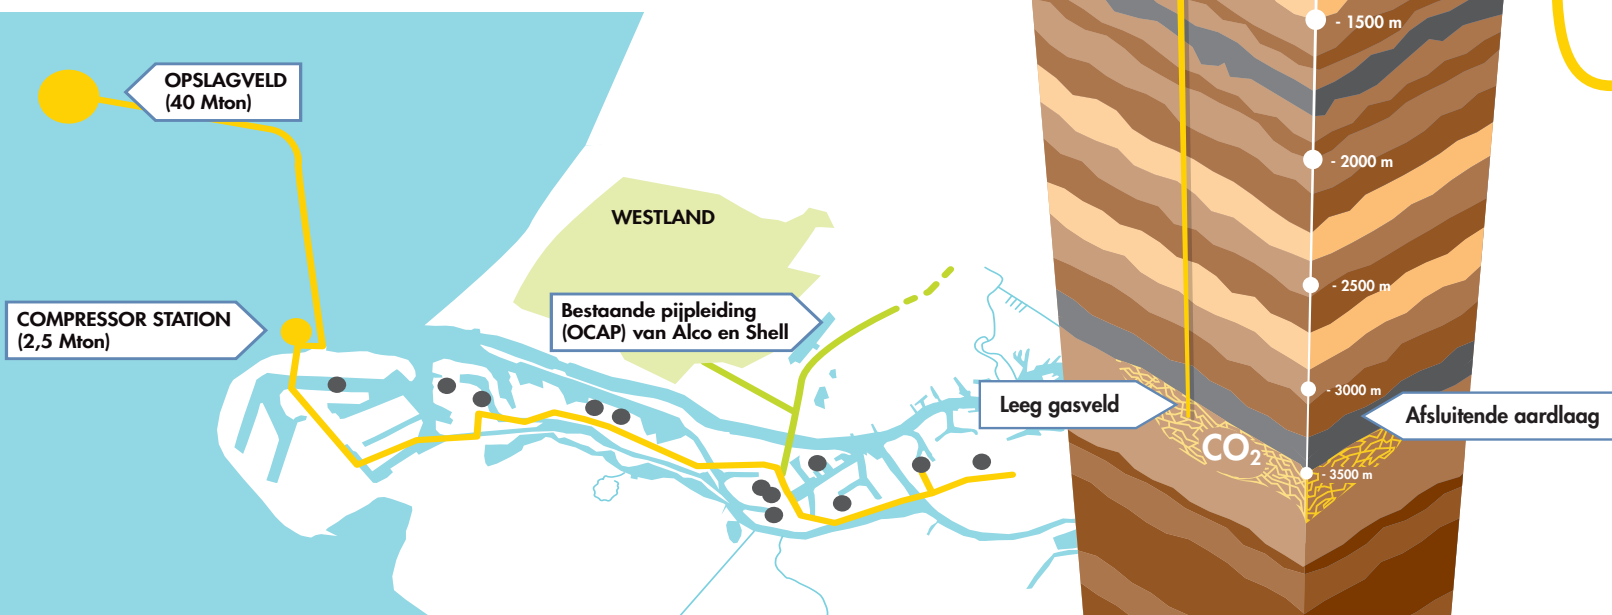 OPSLAGVELD
(40 Mton)
COMPRESSOR STATION
(2,5 Mton)
WESTLAND
Bestaande pijpleiding
(OCAP) van Alco en Shell
- 1500 m
- 2000 m
- 2500 m
- 3000 m
- 3500 m
Leeg gasveld
Afsluitende aardlaag
CO₂